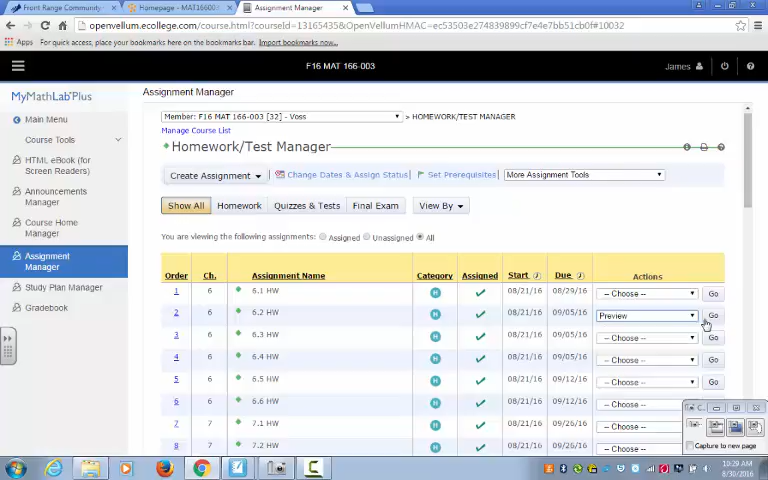 Front Range Community
Homepage - MAT16600
Assignment Manager
openvellum.ecollege.com/course.html?courseId=13165435&OpenVellumHMAC=ec53503e274839899cf7e4e7bb51cb0f#10032
Apps For quick access, place your bookmarks here on the bookmarks bar. Import bookmarks now...
F16 MAT 166-003
James
MyMathLab Plus
Main Menu
Course Tools
HTML eBook (for
Screen Readers)
Announcements
Manager
Course Home
Manager
Assignment
Manager
Study Plan Manager
Gradebook
Assignment Manager
Member: F16 MAT 166-003 [32] - Voss > HOMEWORK/TEST MANAGER
Manage Course List
Homework/Test Manager
Create Assignment Change Dates & Assign Status Set Prerequisites More Assignment Tools
Show All Homework Quizzes & Tests Final Exam View By
You are viewing the following assignments: Assigned Unassigned All
Order Ch. Assignment Name Category Assigned Start Due Actions
1 6 6.1 HW H 08/21/16 08/29/16 -- Choose -- Go
2 6 6.2 HW H 08/21/16 09/05/16 Preview Go
3 6 6.3 HW H 08/21/16 09/05/16 -- Choose -- Go
4 6 6.4 HW H 08/21/16 09/05/16 -- Choose -- Go
5 6 6.5 HW H 08/21/16 09/12/16 -- Choose -- Go
6 6 6.6 HW H 08/21/16 09/12/16 -- Choose --
7 7 7.1 HW H 08/21/16 09/26/16 -- Choose --
8 7 7.2 HW H 08/21/16 09/26/16 -- Choose --
Capture to new page
10:29 AM
8/30/2016